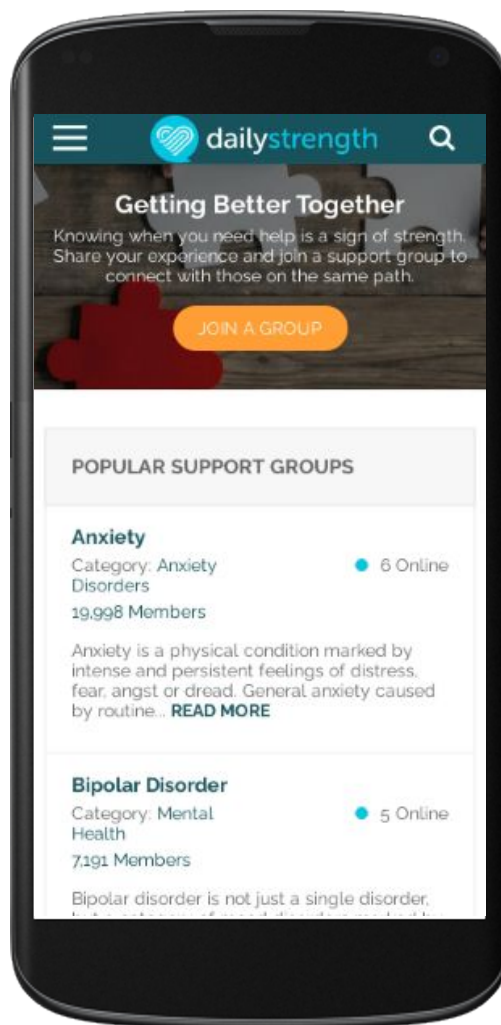 dailystrength
Getting Better Together
Knowing when you need help is a sign of strength.
Share your experience and join a support group to
connect with those on the same path.
JOIN A GROUP
POPULAR SUPPORT GROUPS
Anxiety
Category: Anxiety
Disorders
6 Online
19,998 Members
Anxiety is a physical condition marked by
intense and persistent feelings of distress,
fear, angst or dread. General anxiety caused
by routine... READ MORE
Bipolar Disorder
Category: Mental
Health
5 Online
7,191 Members
Bipolar disorder is not just a single disorder,